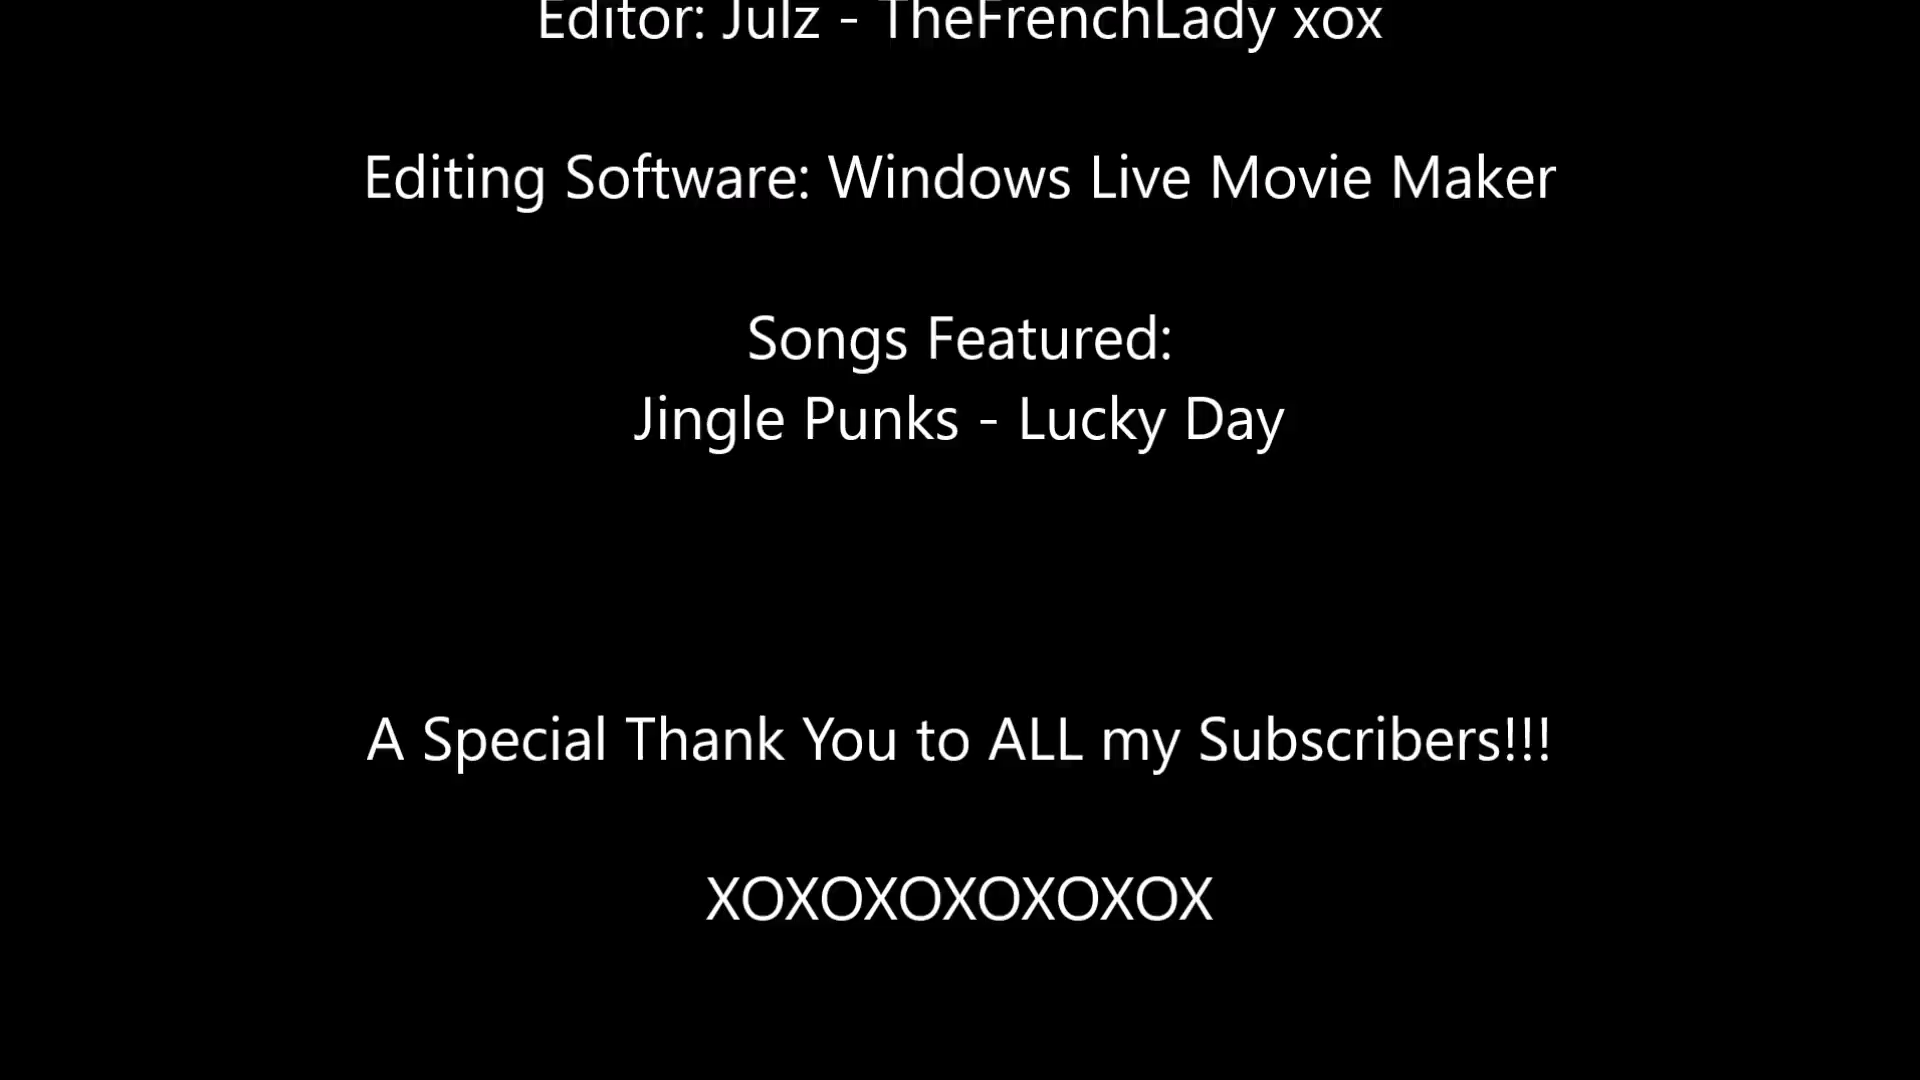 Editor: Julz - TheFrenchLady xox
Editing Software: Windows Live Movie Maker
Songs Featured:
Jingle Punks - Lucky Day
A Special Thank You to ALL my Subscribers!!!
XOXOXOXOXOXOX